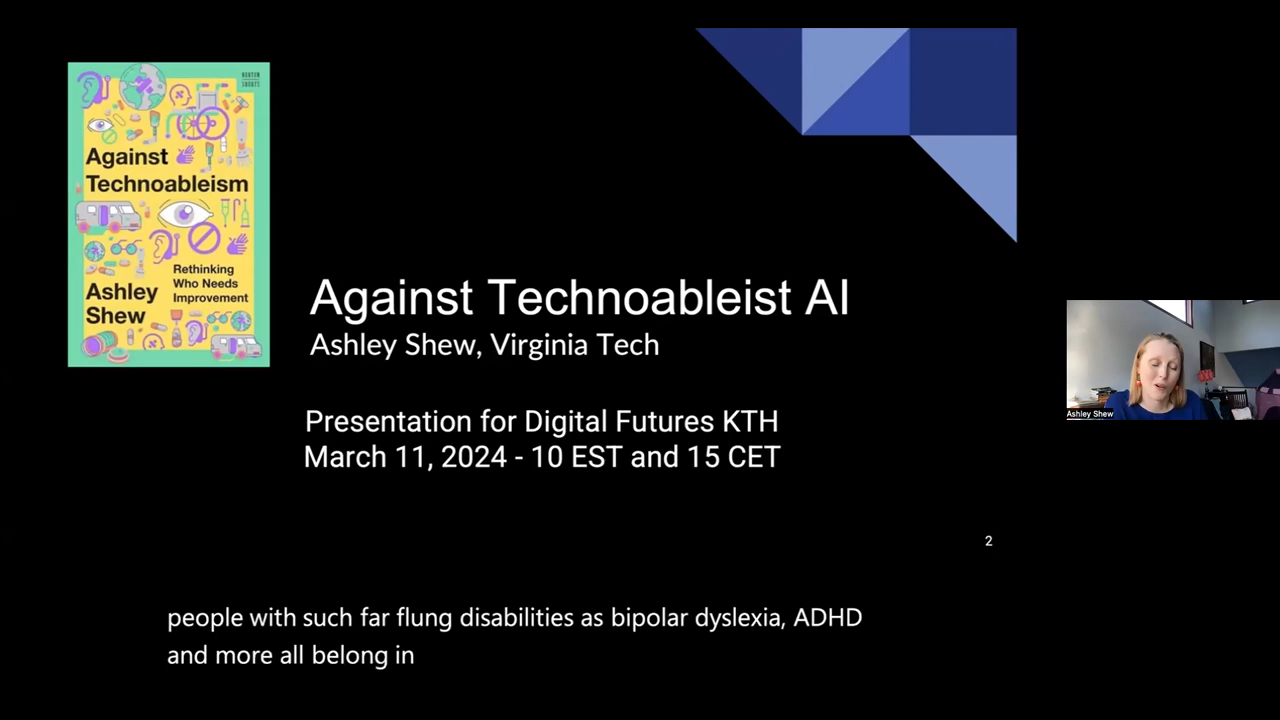 NORTON
SHORTS
Against
Technoableism
Rethinking
Who Needs
Improvement
Ashley
Shew
Against Technoableist AI
Ashley Shew, Virginia Tech
Presentation for Digital Futures KTH
March 11, 2024 - 10 EST and 15 CET
2
Ashley Shew
people with such far flung disabilities as bipolar dyslexia, ADHD
and more all belong in